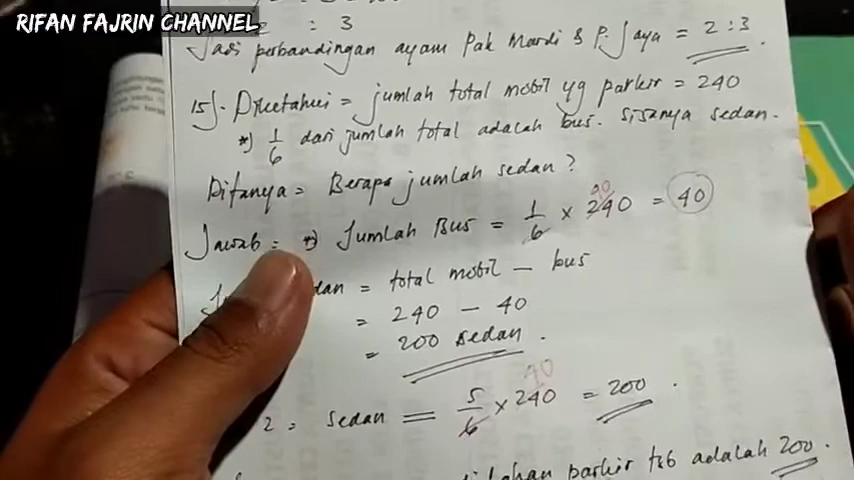 RIFAN FAJRIN CHANNEL
: 3
Jadi perbandingan ayam Pak Mardi & P. Jaya = 2 : 3.
15). Diketahui = jumlah total mobil yg parkir = 240
*) 1/6 dari jumlah total adalah bus. Sisanya sedan.
Ditanya = Berapa jumlah sedan?
Jawab = *) Jumlah Bus = 1/6 x 240 = 40
40
dan = total mobil - bus
= 240 - 40
= 200 sedan.
2 = Sedan = 5/6 x 240 = 200.
40
parkir tsb adalah 200.